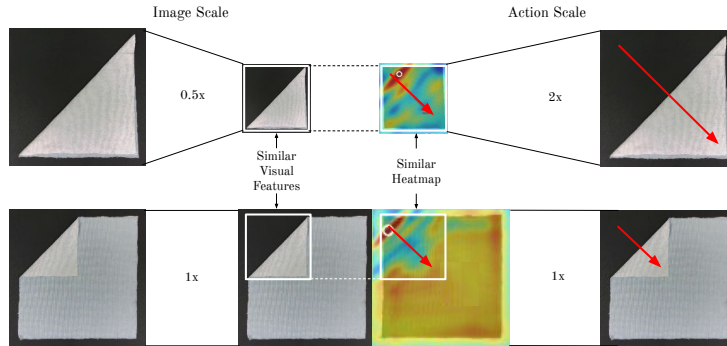 Image Scale
Action Scale
0.5x
2x
Similar
Visual
Features
Similar
Heatmap
1x
1x